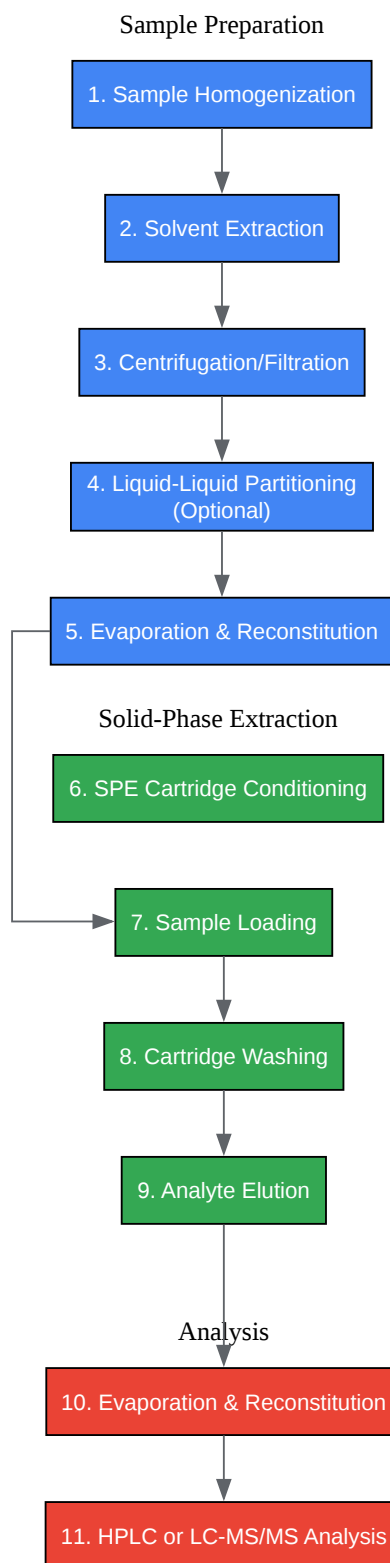 Sample Preparation
1. Sample Homogenization
2. Solvent Extraction
3. Centrifugation/Filtration
4. Liquid-Liquid Partitioning
(Optional)
5. Evaporation & Reconstitution
Solid-Phase Extraction
6. SPE Cartridge Conditioning
7. Sample Loading
8. Cartridge Washing
9. Analyte Elution
Analysis
10. Evaporation & Reconstitution
11. HPLC or LC-MS/MS Analysis